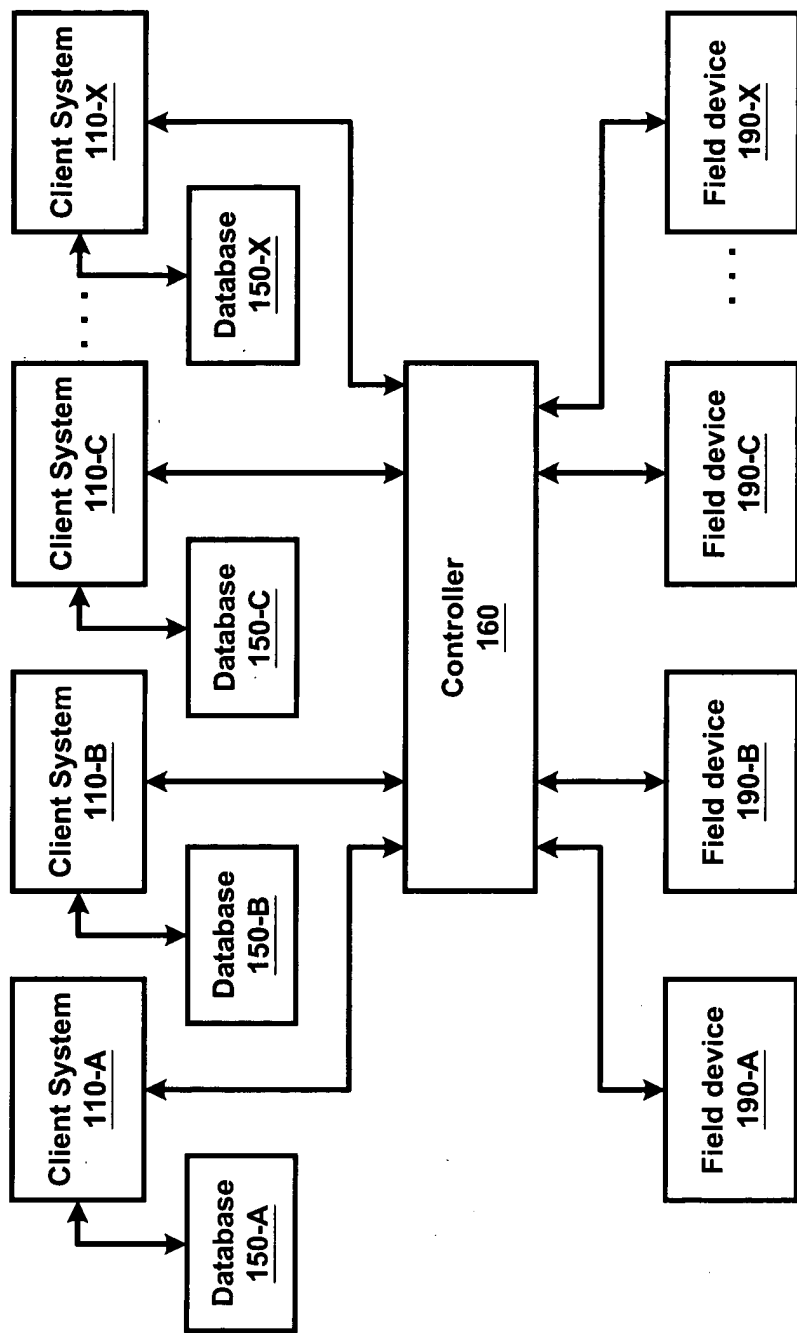 Client System
110-A
Client System
110-B
Client System
110-C
. . .
Client System
110-X
Database
150-A
Database
150-B
Database
150-C
Database
150-X
Controller
160
Field device
190-A
Field device
190-B
Field device
190-C
. . .
Field device
190-X